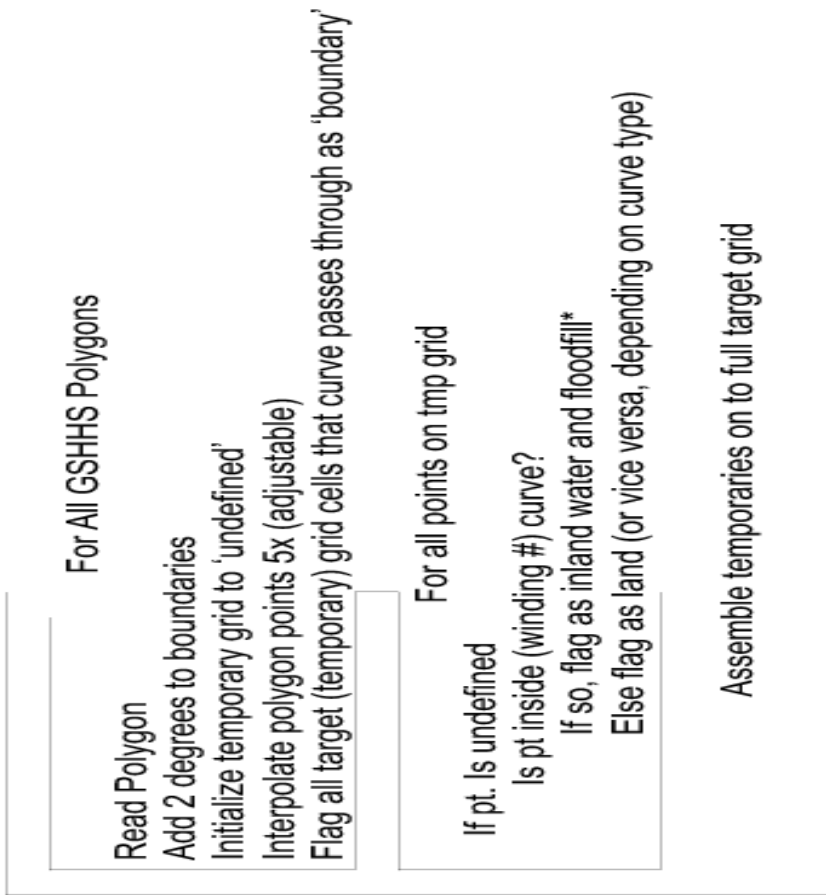 For All GSHHS Polygons
Read Polygon
Add 2 degrees to boundaries
Initialize temporary grid to ‘undefined’
Interpolate polygon points 5x (adjustable)
Flag all target (temporary) grid cells that curve passes through as ‘boundary’
For all points on tmp grid
If pt. Is undefined
Is pt inside (winding #) curve?
If so, flag as inland water and floodfill*
Else flag as land (or vice versa, depending on curve type)
Assemble temporaries on to full target grid